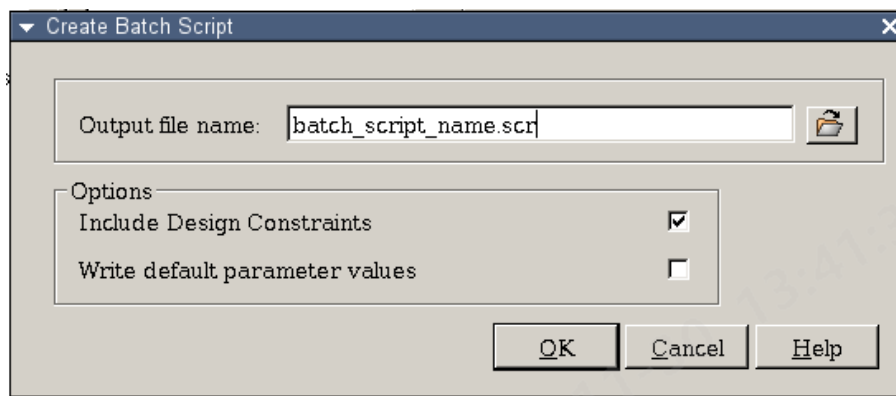 Create Batch Script
Output file name: batch_script_name.scr
Options
Include Design Constraints
Write default parameter values
OK Cancel Help